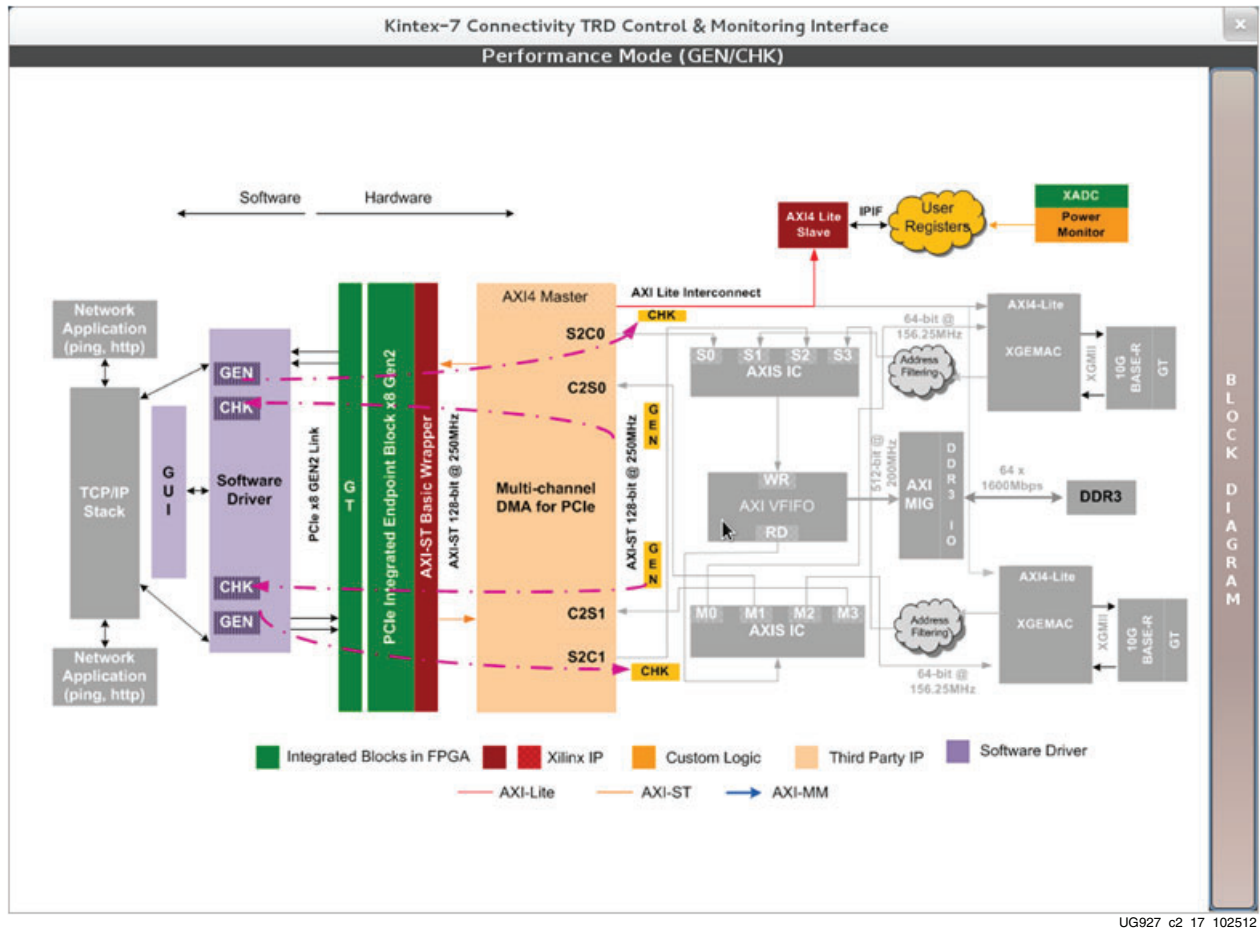 Kintex-7 Connectivity TRD Control & Monitoring Interface
Performance Mode (GEN/CHK)
Software
Hardware
XADC
Power
Monitor
AXI4 Lite
Slave
IPIF
User
Registers
Network
Application
(ping, http)
TCP/IP
Stack
Network
Application
(ping, http)
GUI
GEN
CHK
Software
Driver
CHK
GEN
PCIe x8 GEN2 Link
GT
PCIe Integrated Endpoint Block x8 Gen2
AXI-ST Basic Wrapper
AXI-ST 128-bit @ 250MHz
AXI4 Master
S2C0
C2S0
Multi-channel
DMA for PCIe
C2S1
S2C1
AXI Lite Interconnect
CHK
GEN
AXI-ST 128-bit @ 250MHz
GEN
CHK
S0 S1 S2 S3
AXIS IC
WR
AXI VFIFO
RD
M0 M1 M2 M3
AXIS IC
512-bit @
200MHz
64-bit @
156.25MHz
Address
Filtering
AXI4-Lite
XGEMAC
XGMII
10G
BASE-R
GT
AXI
MIG
DDR3 IO
64 x
1600Mbps
DDR3
Address
Filtering
64-bit @
156.25MHz
AXI4-Lite
XGEMAC
XGMII
10G
BASE-R
GT
Integrated Blocks in FPGA
Xilinx IP
Custom Logic
Third Party IP
Software Driver
AXI-Lite
AXI-ST
AXI-MM
BLOCK DIAGRAM
UG927_c2_17_102512